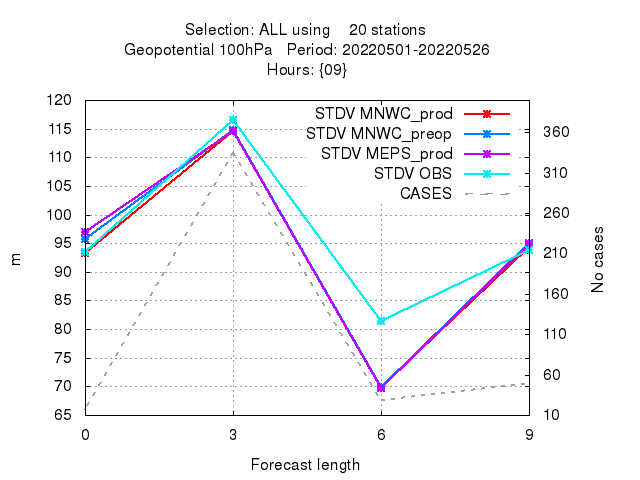 Selection: ALL using    20 stations
Geopotential 100hPa   Period: 20220501-20220526
Hours: {09}
STDV MNWC_prod
STDV MNWC_preop
STDV MEPS_prod
STDV OBS
CASES
120
115
110
105
100
95
90
85
80
75
70
65
m
360
310
260
210
160
110
60
10
No cases
0 3 6 9
Forecast length